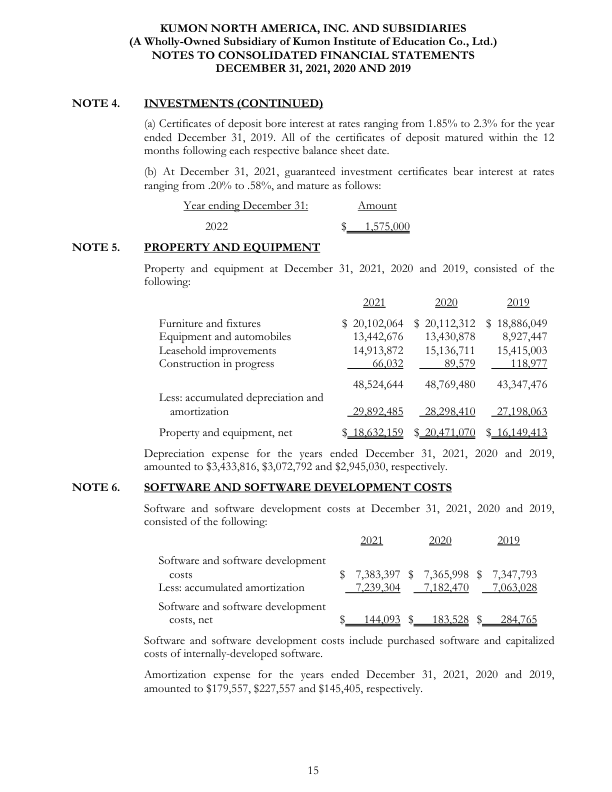 KUMON NORTH AMERICA, INC. AND SUBSIDIARIES
(A Wholly-Owned Subsidiary of Kumon Institute of Education Co., Ltd.)
NOTES TO CONSOLIDATED FINANCIAL STATEMENTS
DECEMBER 31, 2021, 2020 AND 2019
NOTE 4. INVESTMENTS (CONTINUED)
(a) Certificates of deposit bore interest at rates ranging from 1.85% to 2.3% for the year
ended December 31, 2019. All of the certificates of deposit matured within the 12
months following each respective balance sheet date.
(b) At December 31, 2021, guaranteed investment certificates bear interest at rates
ranging from .20% to .58%, and mature as follows:
Year ending December 31: Amount
2022 $ 1,575,000
NOTE 5. PROPERTY AND EQUIPMENT
Property and equipment at December 31, 2021, 2020 and 2019, consisted of the
following:
2021 2020 2019
Furniture and fixtures $ 20,102,064 $ 20,112,312 $ 18,886,049
Equipment and automobiles 13,442,676 13,430,878 8,927,447
Leasehold improvements 14,913,872 15,136,711 15,415,003
Construction in progress 66,032 89,579 118,977
48,524,644 48,769,480 43,347,476
Less: accumulated depreciation and
amortization 29,892,485 28,298,410 27,198,063
Property and equipment, net $ 18,632,159 $ 20,471,070 $ 16,149,413
Depreciation expense for the years ended December 31, 2021, 2020 and 2019,
amounted to $3,433,816, $3,072,792 and $2,945,030, respectively.
NOTE 6. SOFTWARE AND SOFTWARE DEVELOPMENT COSTS
Software and software development costs at December 31, 2021, 2020 and 2019,
consisted of the following:
2021 2020 2019
Software and software development
costs $ 7,383,397 $ 7,365,998 $ 7,347,793
Less: accumulated amortization 7,239,304 7,182,470 7,063,028
Software and software development
costs, net $ 144,093 $ 183,528 $ 284,765
Software and software development costs include purchased software and capitalized
costs of internally-developed software.
Amortization expense for the years ended December 31, 2021, 2020 and 2019,
amounted to $179,557, $227,557 and $145,405, respectively.
15